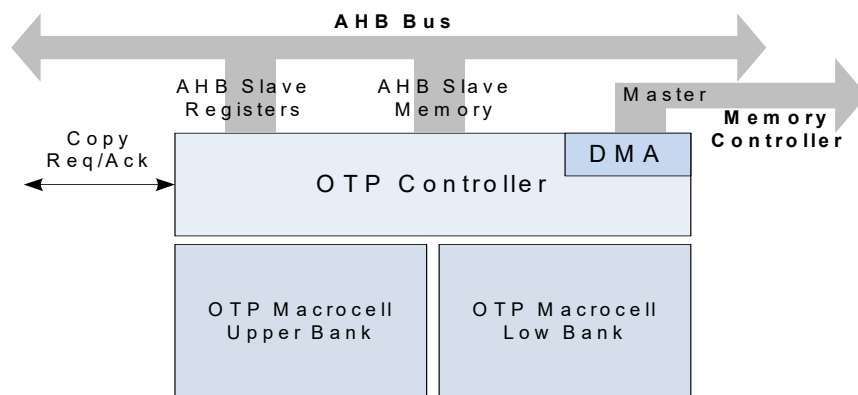 AHB Bus
AHB Slave
Registers
AHB Slave
Memory
Master
Memory
Controller
Copy
Req/Ack
DMA
OTP Controller
OTP Macrocell
Upper Bank
OTP Macrocell
Low Bank